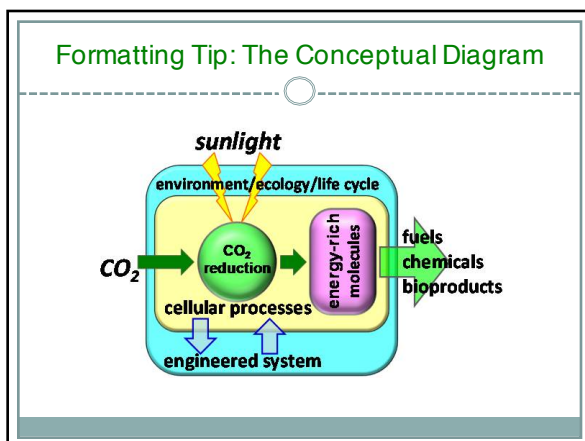 Formatting Tip: The Conceptual Diagram
sunlight
environment/ecology/life cycle
CO₂
CO₂
reduction
energy-rich
molecules
fuels
chemicals
bioproducts
cellular processes
engineered system